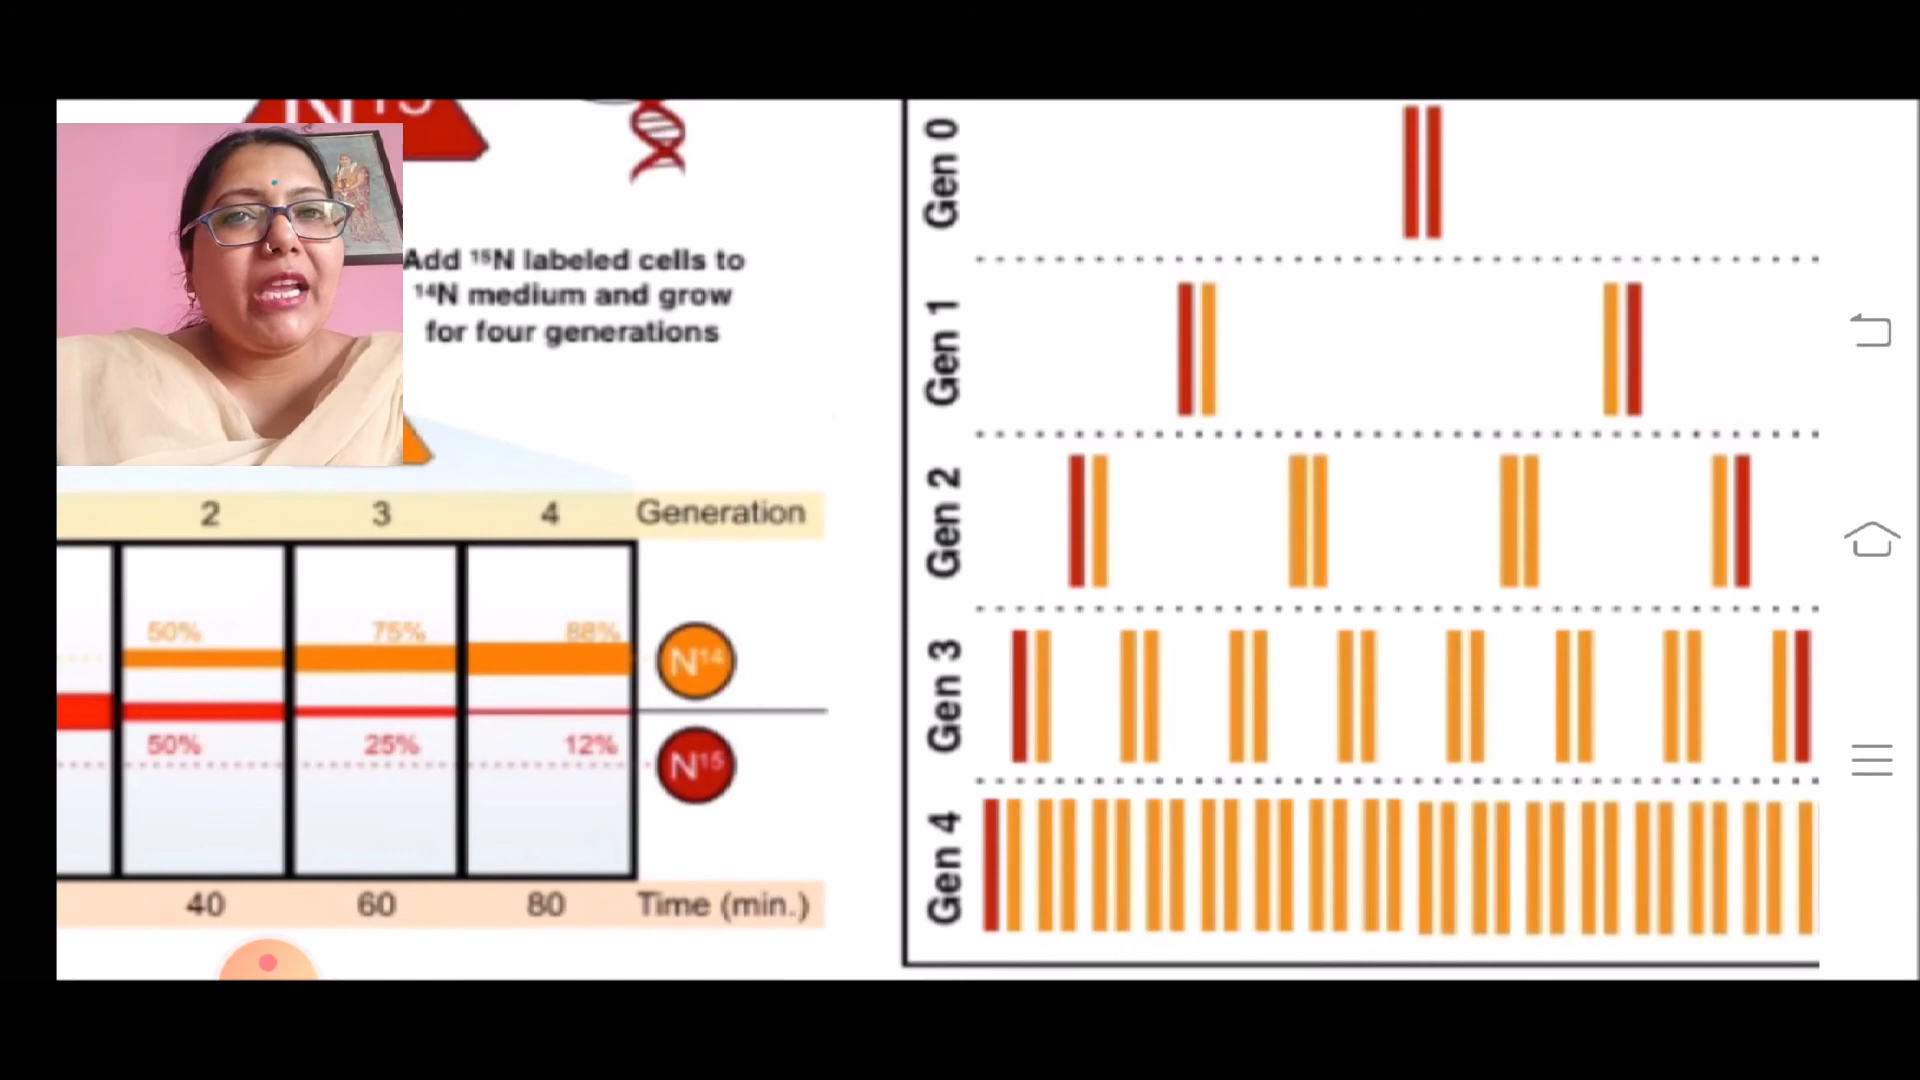 N15
Add ¹⁵N labeled cells to
¹⁴N medium and grow
for four generations
2 3 4 Generation
50% 75% 88%
N¹⁴
50% 25% 12%
N¹⁵
40 60 80 Time (min.)
Gen 0
Gen 1
Gen 2
Gen 3
Gen 4